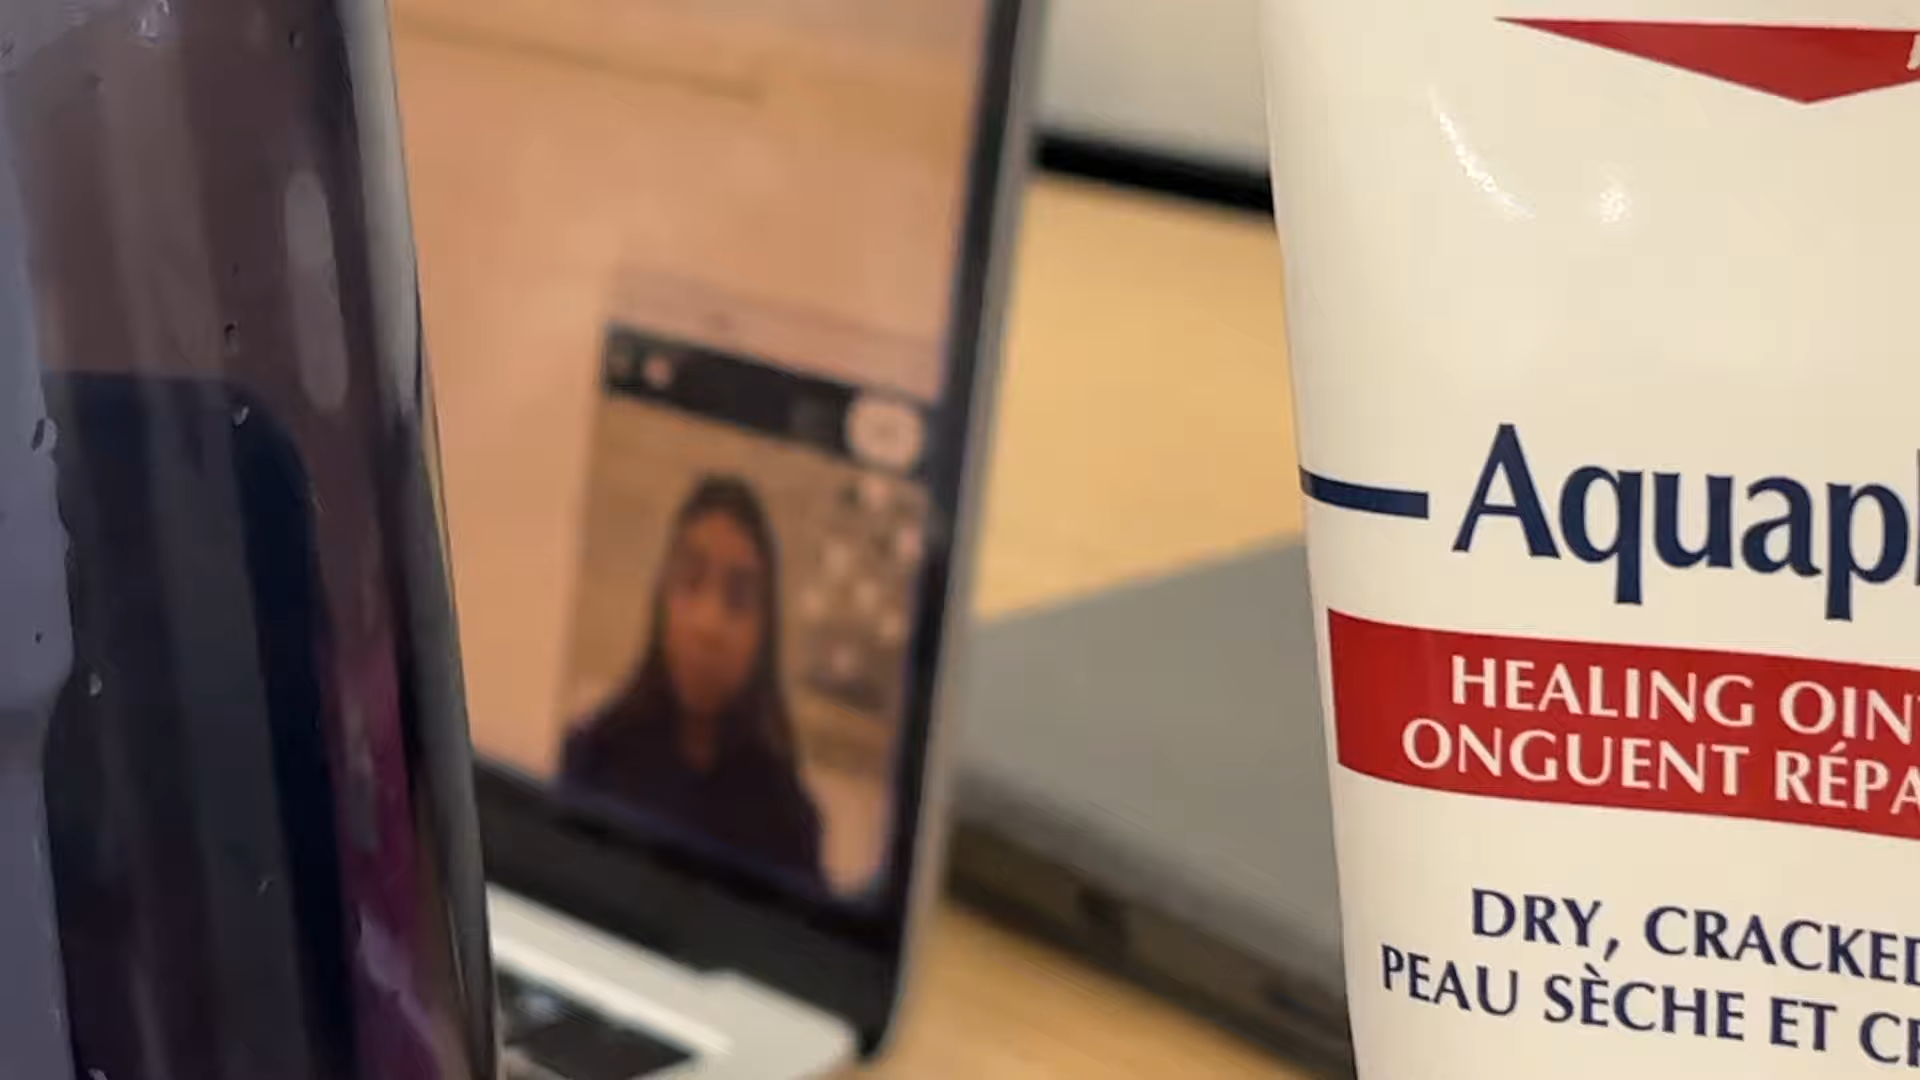 Aquap
HEALING OIN
ONGUENT RÉPA
DRY, CRACKED
PEAU SÈCHE ET C